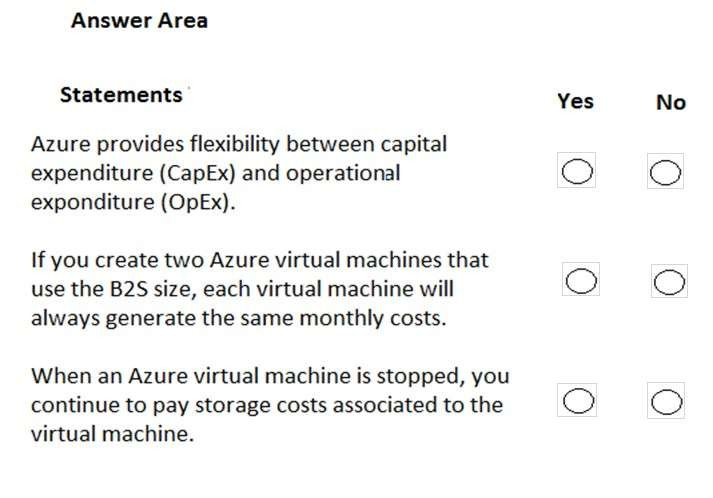 Answer Area
Statements
Yes No
Azure provides flexibility between capital
expenditure (CapEx) and operational
exponditure (OpEx).
If you create two Azure virtual machines that
use the B2S size, each virtual machine will
always generate the same monthly costs.
When an Azure virtual machine is stopped, you
continue to pay storage costs associated to the
virtual machine.